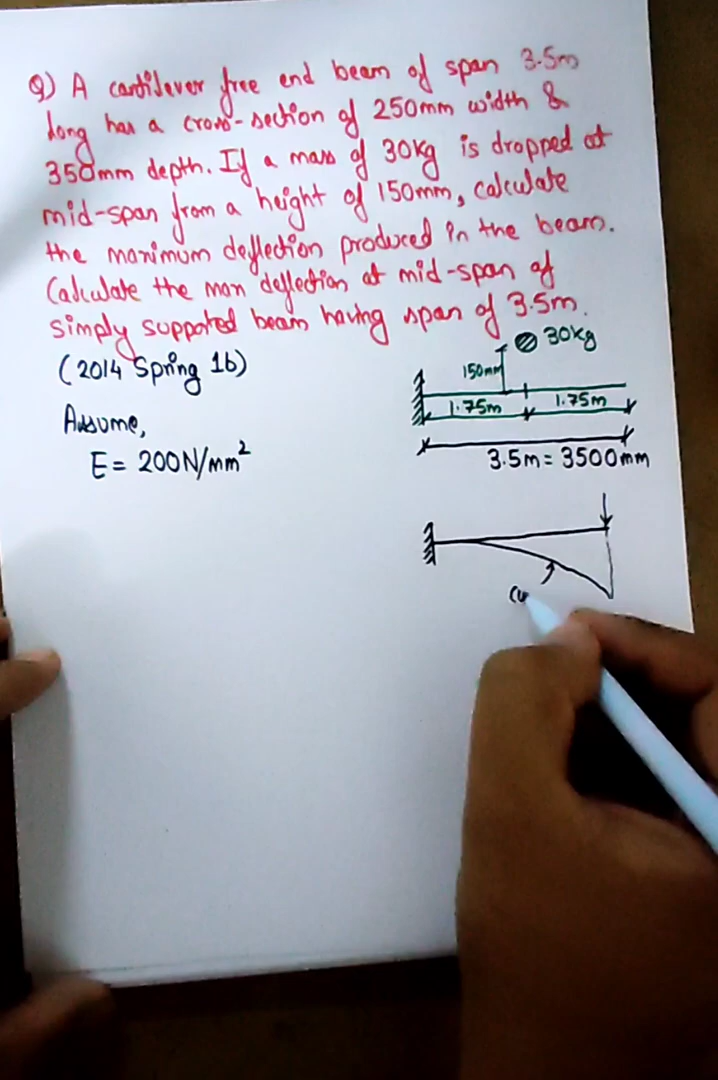 Q) A cantilever free end beam of span 3.5m
long has a cross-section of 250mm width &
350mm depth. If a mass of 30kg is dropped at
mid-span from a height of 150mm, calculate
the maximum deflection produced in the beam.
Calculate the max deflection at mid-span of
simply supported beam having span of 3.5m.
(2014 Spring 1b)
Assume,
E = 200N/mm²
30kg
150mm
1.75m 1.75m
3.5m = 3500mm
(u